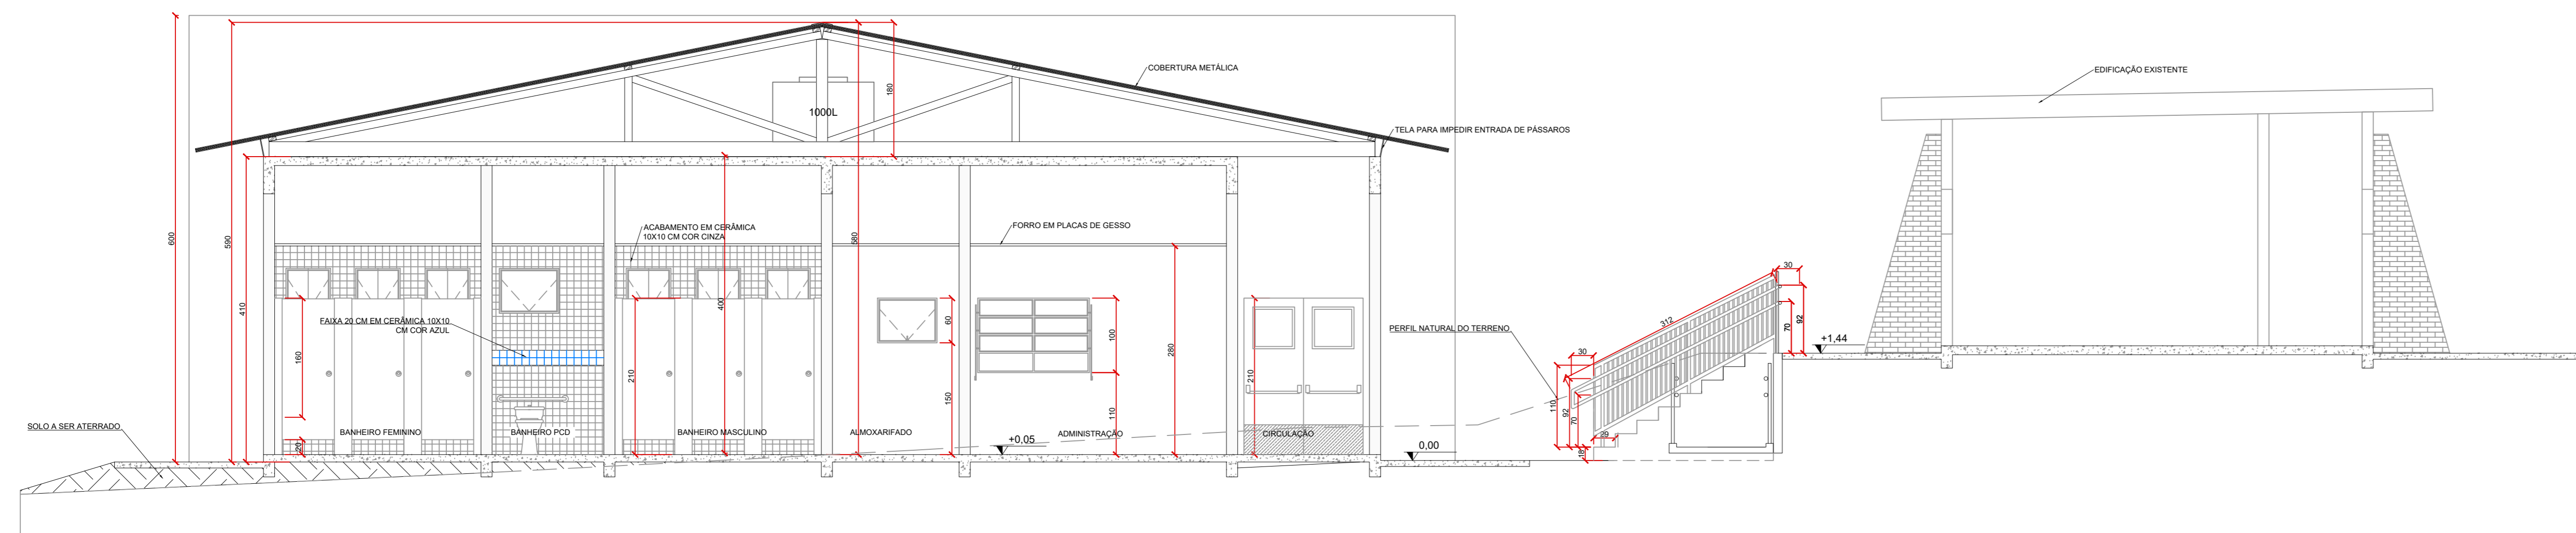 COBERTURA METÁLICA
EDIFICAÇÃO EXISTENTE
180
1000L
TELA PARA IMPEDIR ENTRADA DE PÁSSAROS
600
590
580
410
400
ACABAMENTO EM CERÂMICA
10X10 CM COR CINZA
FORRO EM PLACAS DE GESSO
FAIXA 20 CM EM CERÂMICA 10X10
CM COR AZUL
160
210
60
150
100
110
280
210
20
PERFIL NATURAL DO TERRENO
30
312
30
70
92
+1,44
110
92
70
29
18
SOLO A SER ATERRADO
BANHEIRO FEMININO
BANHEIRO PCD
BANHEIRO MASCULINO
ALMOXARIFADO
ADMINISTRAÇÃO
CIRCULAÇÃO
+0,05
0,00